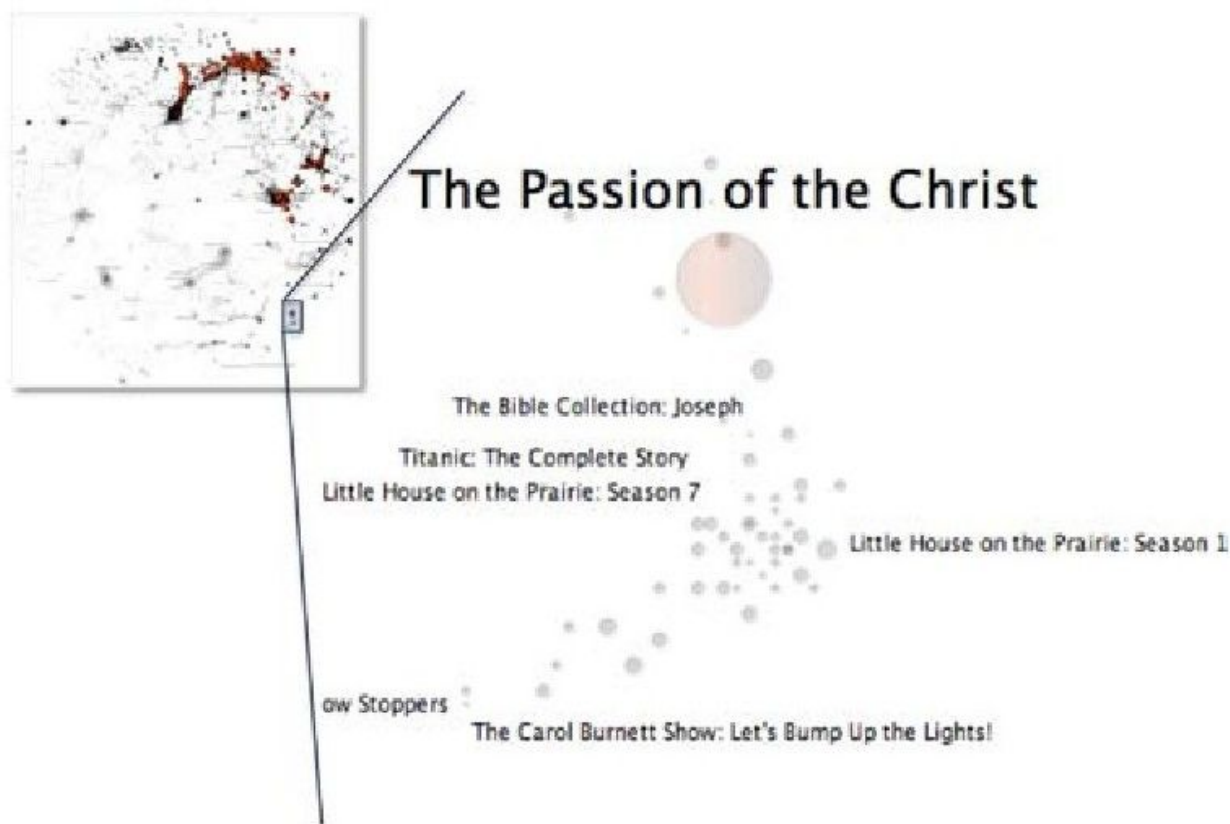 The Passion of the Christ
The Bible Collection: Joseph
Titanic: The Complete Story
Little House on the Prairie: Season 7
Little House on the Prairie: Season 1
ow Stoppers
The Carol Burnett Show: Let's Bump Up the Lights!